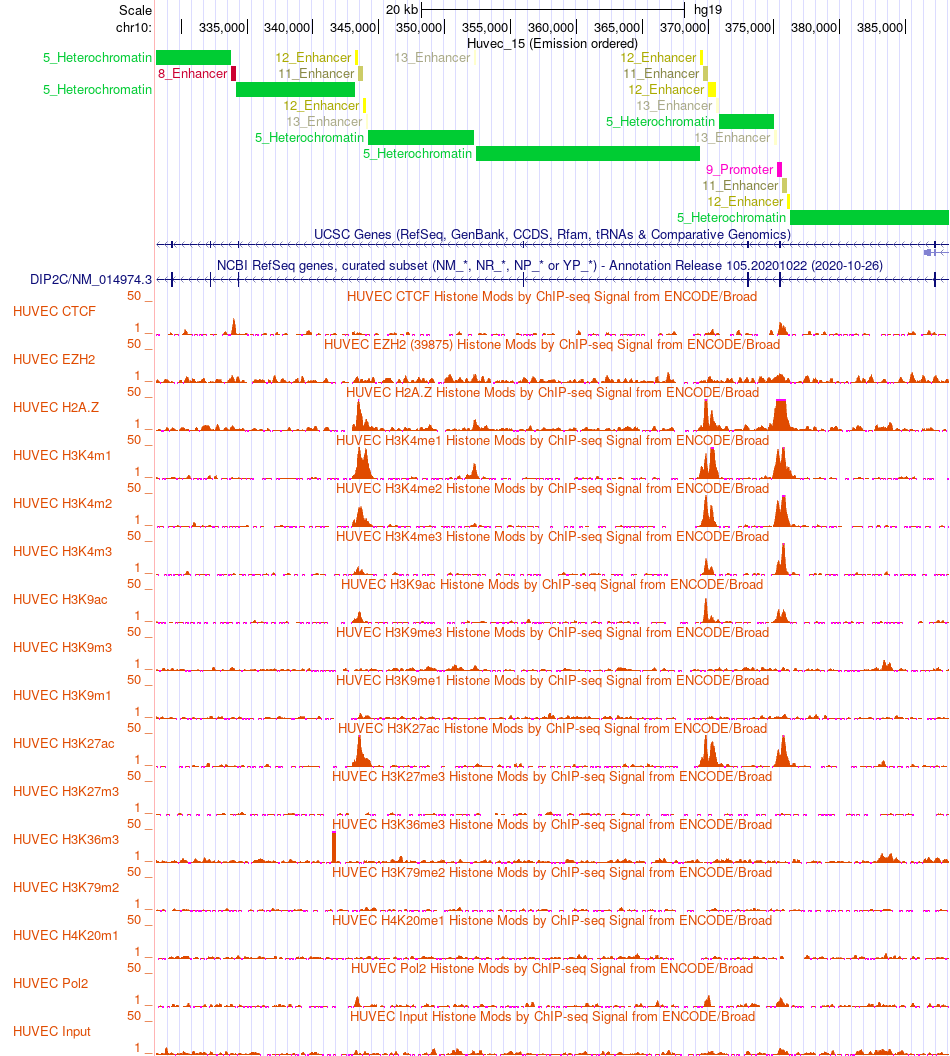 Scale 20 kb hg19
chr10: 335,000 340,000 345,000 350,000 355,000 360,000 365,000 370,000 375,000 380,000 385,000
Huvec_15 (Emission ordered)
5_Heterochromatin 12_Enhancer 13_Enhancer 12_Enhancer
8_Enhancer 11_Enhancer 11_Enhancer
5_Heterochromatin 12_Enhancer
12_Enhancer 13_Enhancer
13_Enhancer 5_Heterochromatin
5_Heterochromatin 13_Enhancer
5_Heterochromatin
9_Promoter
11_Enhancer
12_Enhancer
5_Heterochromatin
UCSC Genes (RefSeq, GenBank, CCDS, Rfam, tRNAs & Comparative Genomics)
NCBI RefSeq genes, curated subset (NM_*, NR_*, NP_* or YP_*) - Annotation Release 105.20201022 (2020-10-26)
DIP2C/NM_014974.3
50 _ HUVEC CTCF Histone Mods by ChIP-seq Signal from ENCODE/Broad
HUVEC CTCF
1 _
50 _ HUVEC EZH2 (39875) Histone Mods by ChIP-seq Signal from ENCODE/Broad
HUVEC EZH2
1 _
50 _ HUVEC H2A.Z Histone Mods by ChIP-seq Signal from ENCODE/Broad
HUVEC H2A.Z
1 _
50 _ HUVEC H3K4me1 Histone Mods by ChIP-seq Signal from ENCODE/Broad
HUVEC H3K4m1
1 _
50 _ HUVEC H3K4me2 Histone Mods by ChIP-seq Signal from ENCODE/Broad
HUVEC H3K4m2
1 _
50 _ HUVEC H3K4me3 Histone Mods by ChIP-seq Signal from ENCODE/Broad
HUVEC H3K4m3
1 _
50 _ HUVEC H3K9ac Histone Mods by ChIP-seq Signal from ENCODE/Broad
HUVEC H3K9ac
1 _
50 _ HUVEC H3K9me3 Histone Mods by ChIP-seq Signal from ENCODE/Broad
HUVEC H3K9m3
1 _
50 _ HUVEC H3K9me1 Histone Mods by ChIP-seq Signal from ENCODE/Broad
HUVEC H3K9m1
1 _
50 _ HUVEC H3K27ac Histone Mods by ChIP-seq Signal from ENCODE/Broad
HUVEC H3K27ac
1 _
50 _ HUVEC H3K27me3 Histone Mods by ChIP-seq Signal from ENCODE/Broad
HUVEC H3K27m3
1 _
50 _ HUVEC H3K36me3 Histone Mods by ChIP-seq Signal from ENCODE/Broad
HUVEC H3K36m3
1 _
50 _ HUVEC H3K79me2 Histone Mods by ChIP-seq Signal from ENCODE/Broad
HUVEC H3K79m2
1 _
50 _ HUVEC H4K20me1 Histone Mods by ChIP-seq Signal from ENCODE/Broad
HUVEC H4K20m1
1 _
50 _ HUVEC Pol2 Histone Mods by ChIP-seq Signal from ENCODE/Broad
HUVEC Pol2
1 _
50 _ HUVEC Input Histone Mods by ChIP-seq Signal from ENCODE/Broad
HUVEC Input
1 _